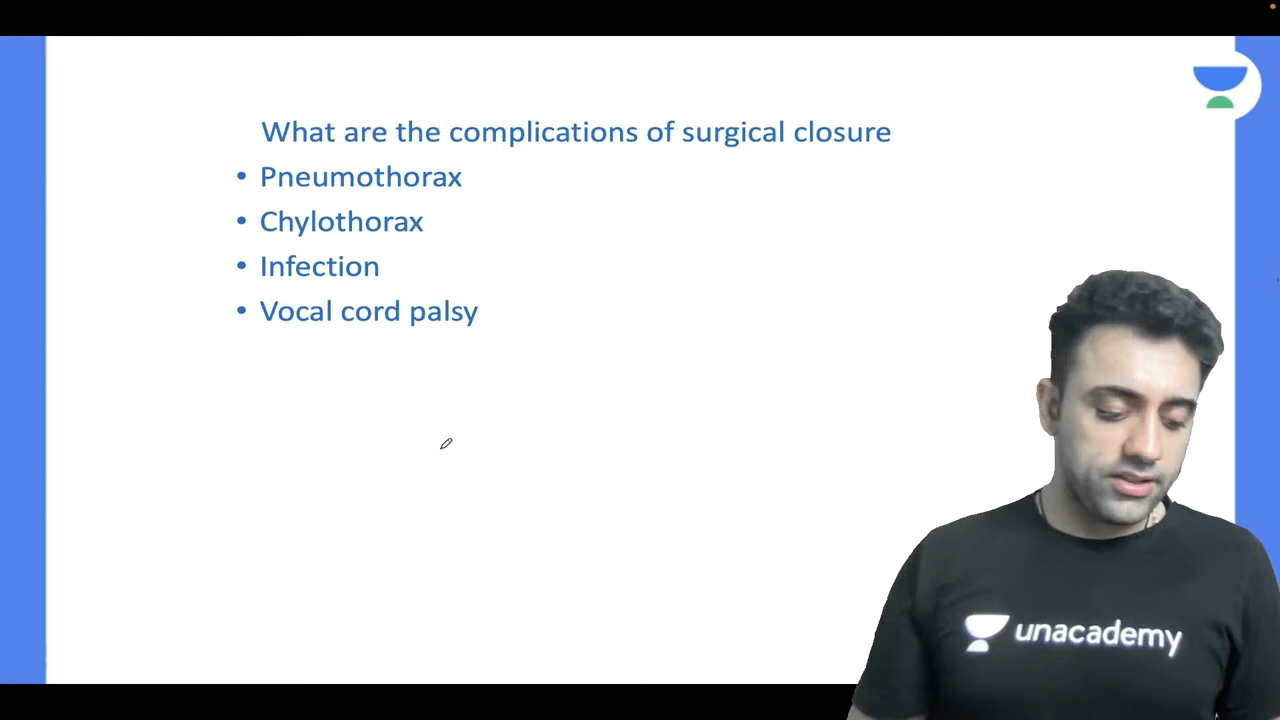 What are the complications of surgical closure
• Pneumothorax
• Chylothorax
• Infection
• Vocal cord palsy
unacademy